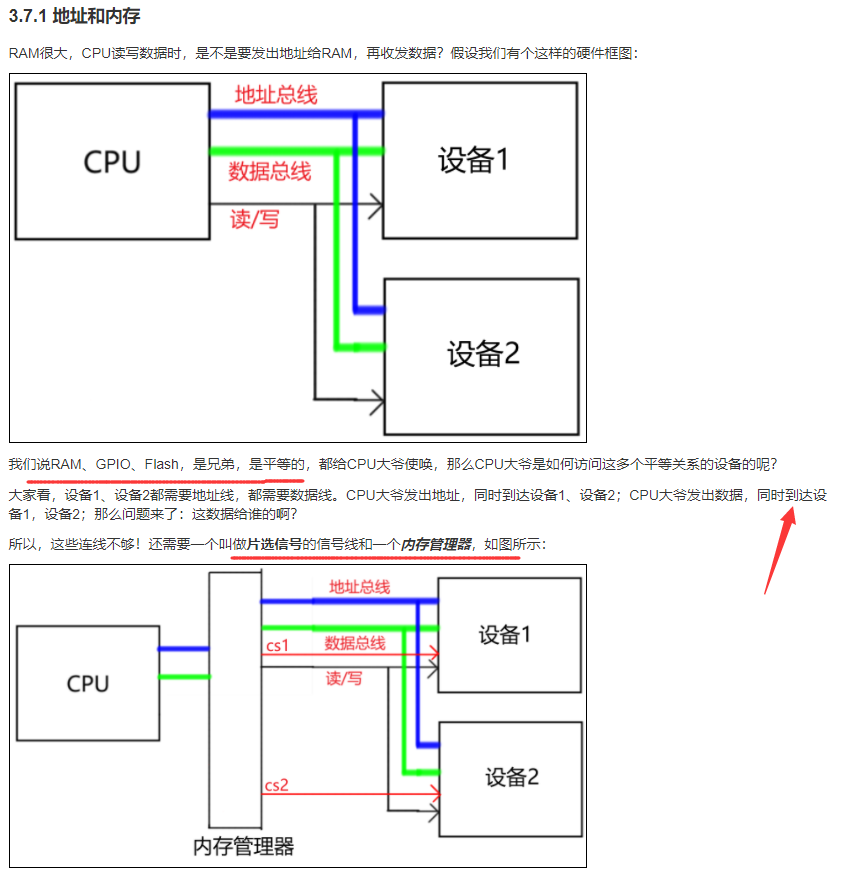 3.7.1 地址和内存
RAM很大，CPU读写数据时，是不是要发出地址给RAM，再收发数据？假设我们有个这样的硬件框图：
地址总线
CPU
设备1
数据总线
读/写
设备2
我们说RAM、GPIO、Flash，是兄弟，是平等的，都给CPU大爷使唤，那么CPU大爷是如何访问这多个平等关系的设备的呢？
大家看，设备1、设备2都需要地址线，都需要数据线。CPU大爷发出地址，同时到达设备1、设备2；CPU大爷发出数据，同时到达设
备1，设备2；那么问题来了：这数据给谁的啊？
所以，这些连线不够！还需要一个叫做片选信号的信号线和一个内存管理器，如图所示：
地址总线
设备1
cs1
数据总线
CPU
读/写
设备2
cs2
内存管理器